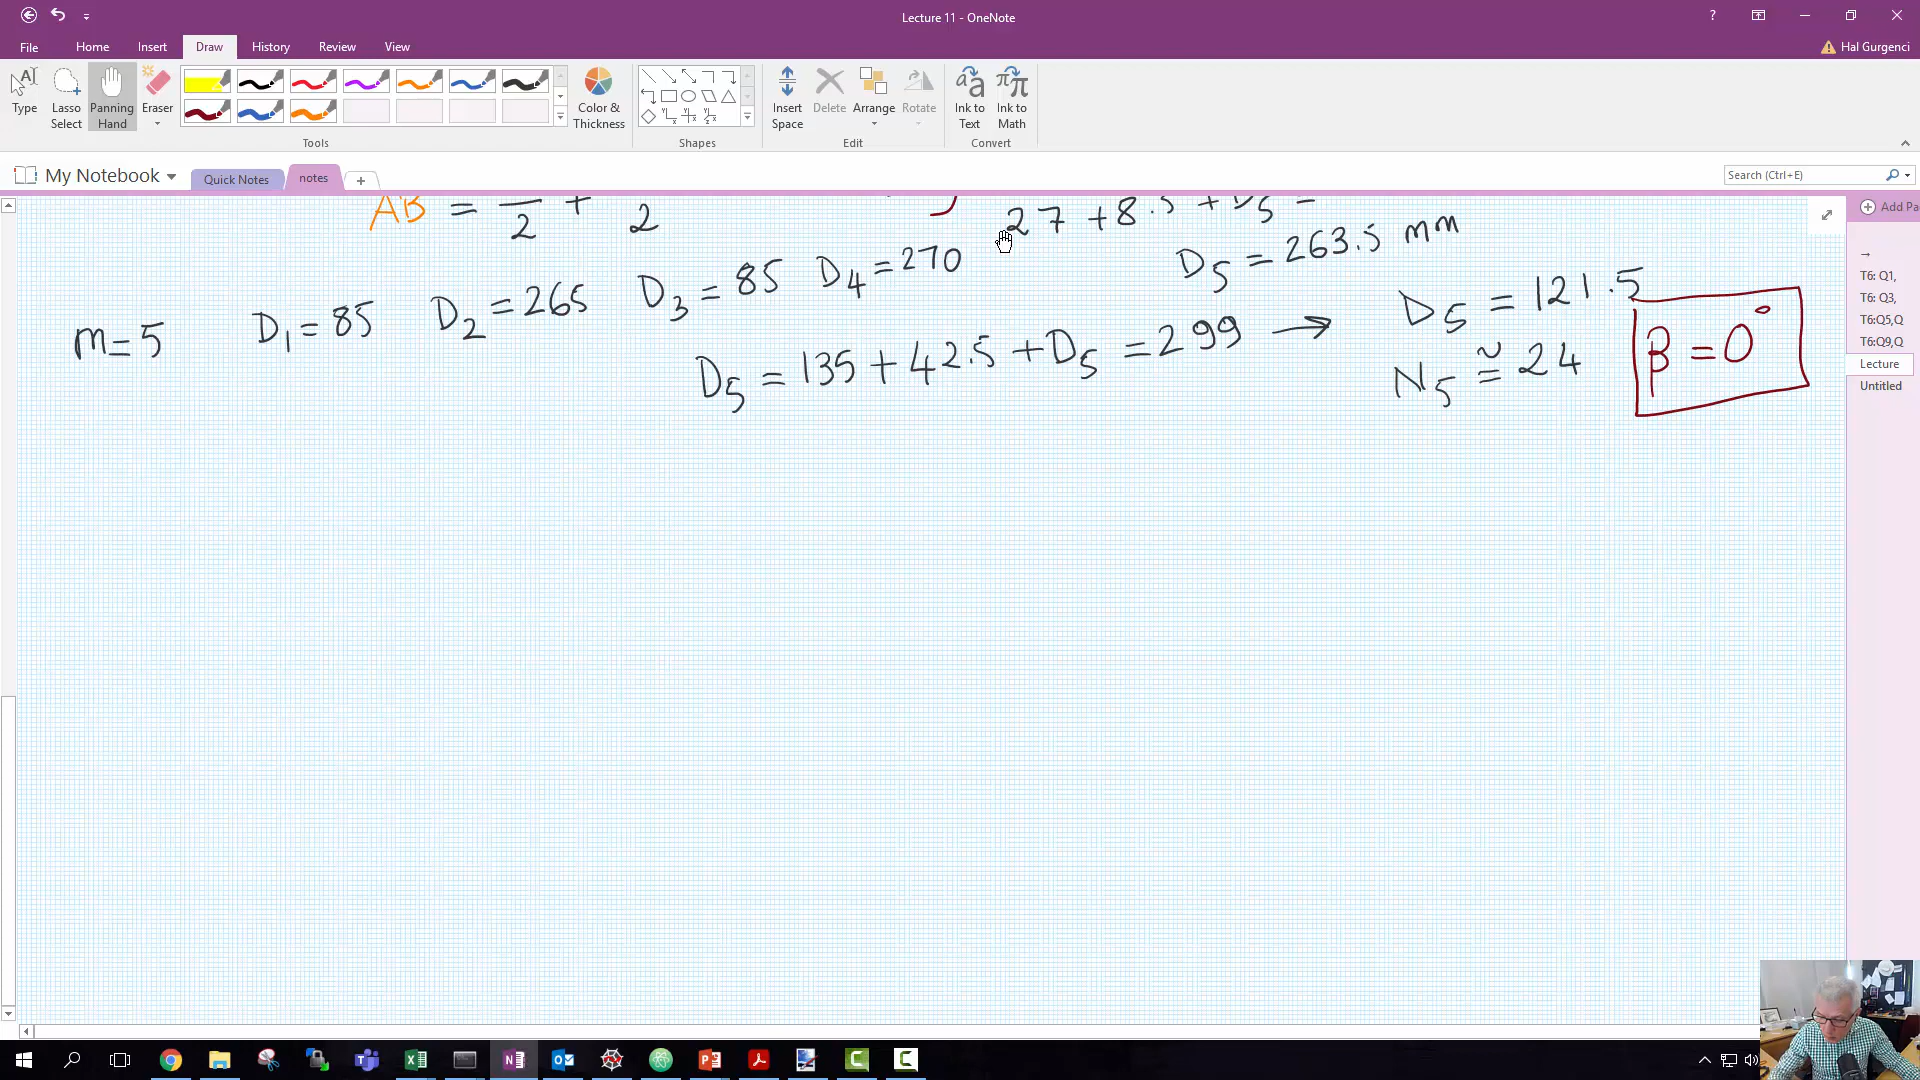 Lecture 11 - OneNote
?
File Home Insert Draw History Review View
Hal Gurgenci
Type Lasso Select Panning Hand Eraser
Color & Thickness
Insert Space Delete Arrange Rotate
Ink to Text Ink to Math
Tools Shapes Edit Convert
My Notebook Quick Notes notes
Search (Ctrl+E)
Add Pa
→
T6: Q1,
T6: Q3,
T6:Q5,Q
T6:Q9,Q
Lecture
Untitled
AB = 2 + 2
27 + 8.5 + D5 =
D5 = 263.5 mm
m = 5 D1 = 85 D2 = 265 D3 = 85 D4 = 270
D5 = 135 + 42.5 + D5 = 299 → D5 = 121.5
N5 ≅ 24
β = 0°